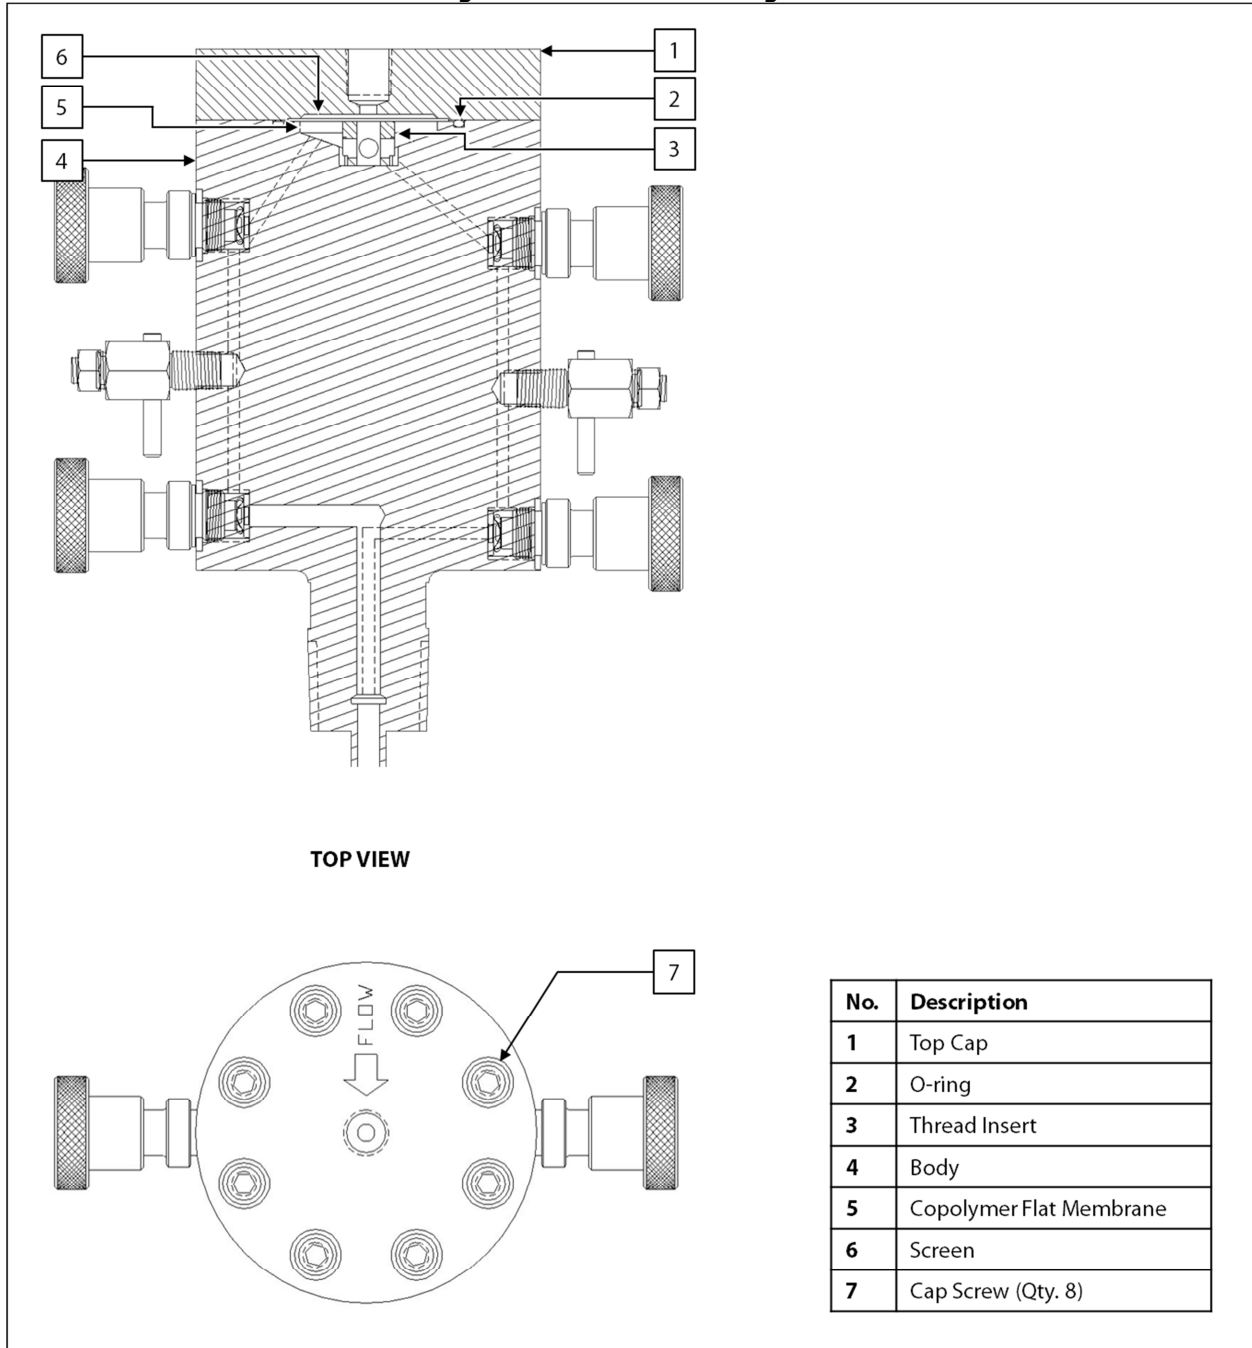 6
1
5
2
4
3
TOP VIEW
7
FLOW
No. Description
1 Top Cap
2 O-ring
3 Thread Insert
4 Body
5 Copolymer Flat Membrane
6 Screen
7 Cap Screw (Qty. 8)